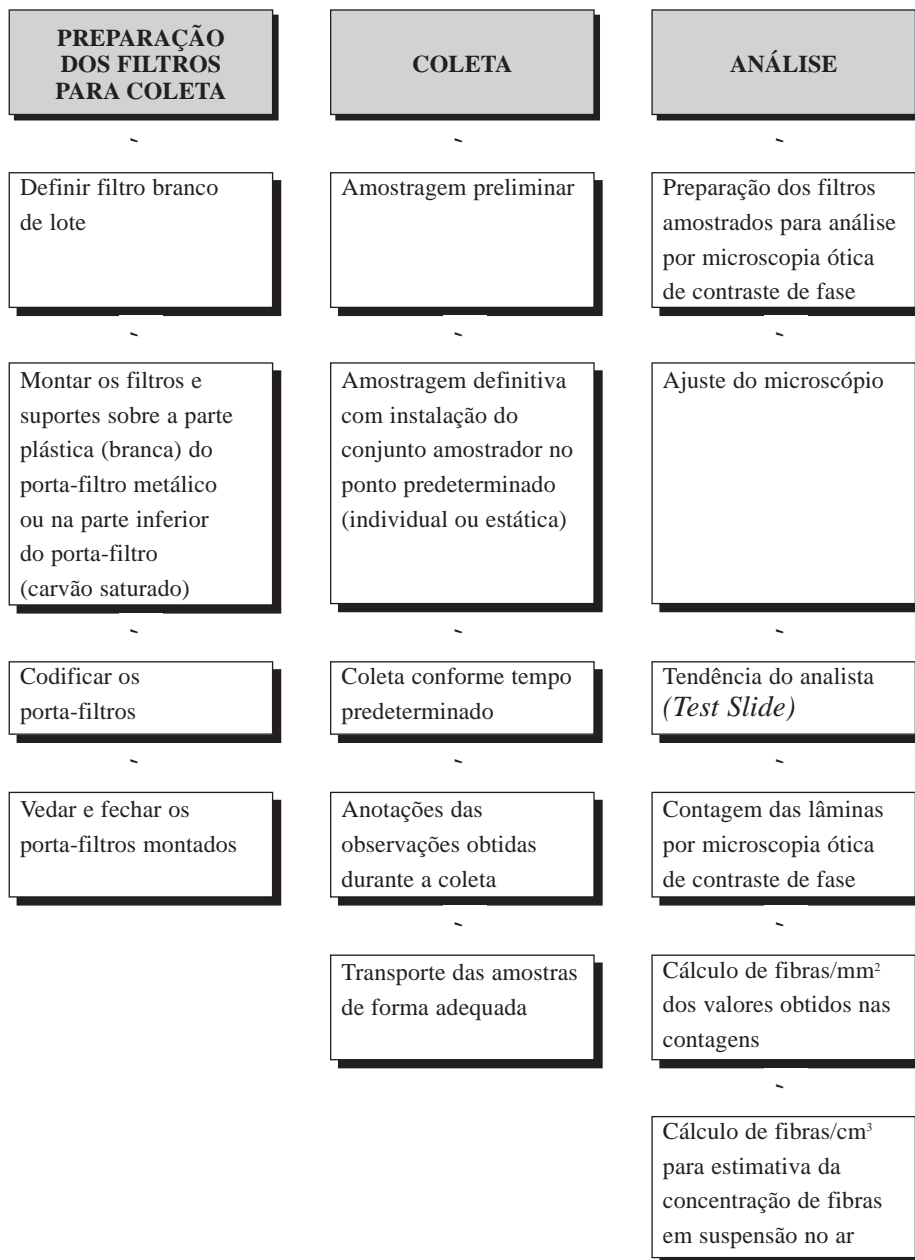 PREPARAÇÃO
DOS FILTROS
PARA COLETA
Definir filtro branco
de lote
Montar os filtros e
suportes sobre a parte
plástica (branca) do
porta-filtro metálico
ou na parte inferior
do porta-filtro
(carvão saturado)
Codificar os
porta-filtros
Vedar e fechar os
porta-filtros montados
COLETA
Amostragem preliminar
Amostragem definitiva
com instalação do
conjunto amostrador no
ponto predeterminado
(individual ou estática)
Coleta conforme tempo
predeterminado
Anotações das
observações obtidas
durante a coleta
Transporte das amostras
de forma adequada
ANÁLISE
Preparação dos filtros
amostrados para análise
por microscopia ótica
de contraste de fase
Ajuste do microscópio
Tendência do analista
(Test Slide)
Contagem das lâminas
por microscopia ótica
de contraste de fase
Cálculo de fibras/mm²
dos valores obtidos nas
contagens
Cálculo de fibras/cm³
para estimativa da
concentração de fibras
em suspensão no ar